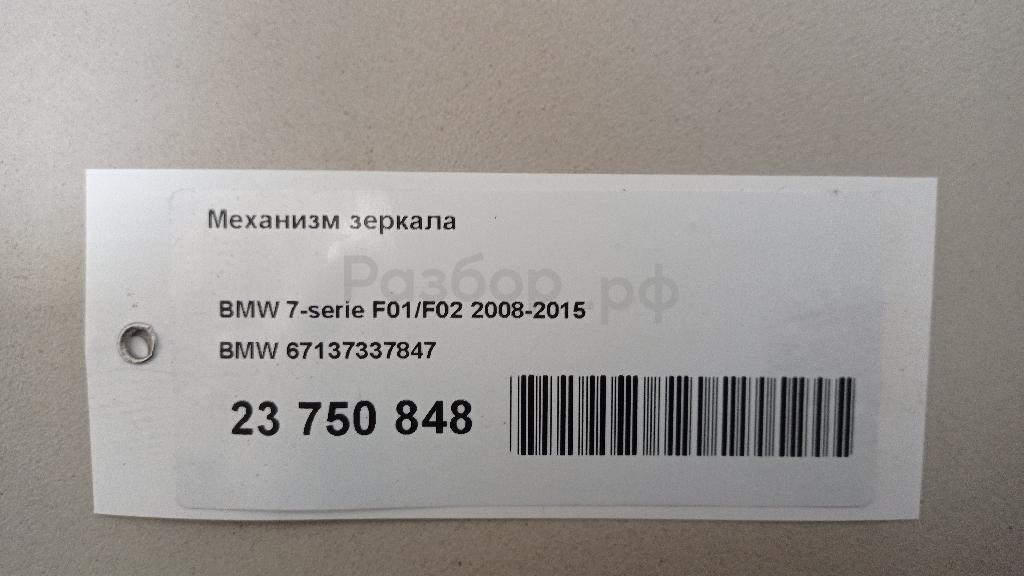 Механизм зеркала
Разбор.рф
BMW 7-serie F01/F02 2008-2015
BMW 67137337847
23 750 848